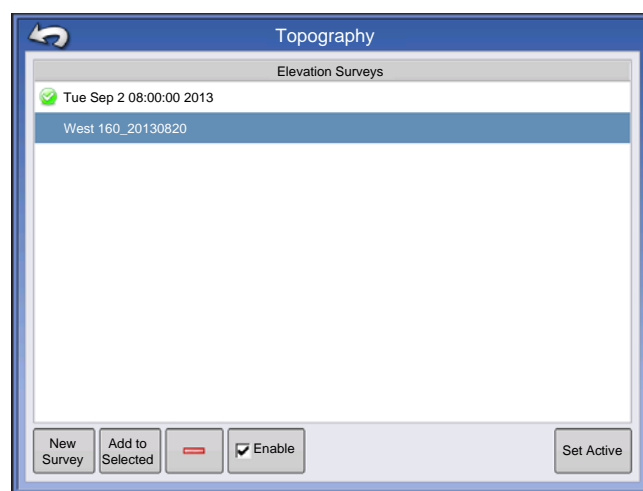 Topography
Elevation Surveys
Tue Sep 2 08:00:00 2013
West 160_20130820
New
Survey
Add to
Selected
Enable
Set Active